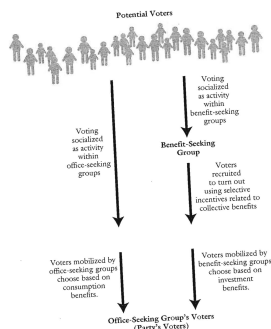 Potential Voters
Voting
socialized
as activity
within
benefit-seeking
groups
Voting
socialized
as activity
within
office-seeking
groups
Benefit-Seeking
Group
Voters
recruited
to turn out
using selective
incentives related to
collective benefits
Voters mobilized by
office-seeking groups
choose based on
consumption
benefits.
Voters mobilized by
benefit-seeking groups
choose based on
investment
benefits.
Office-Seeking Group's Voters
(Party's Voters)